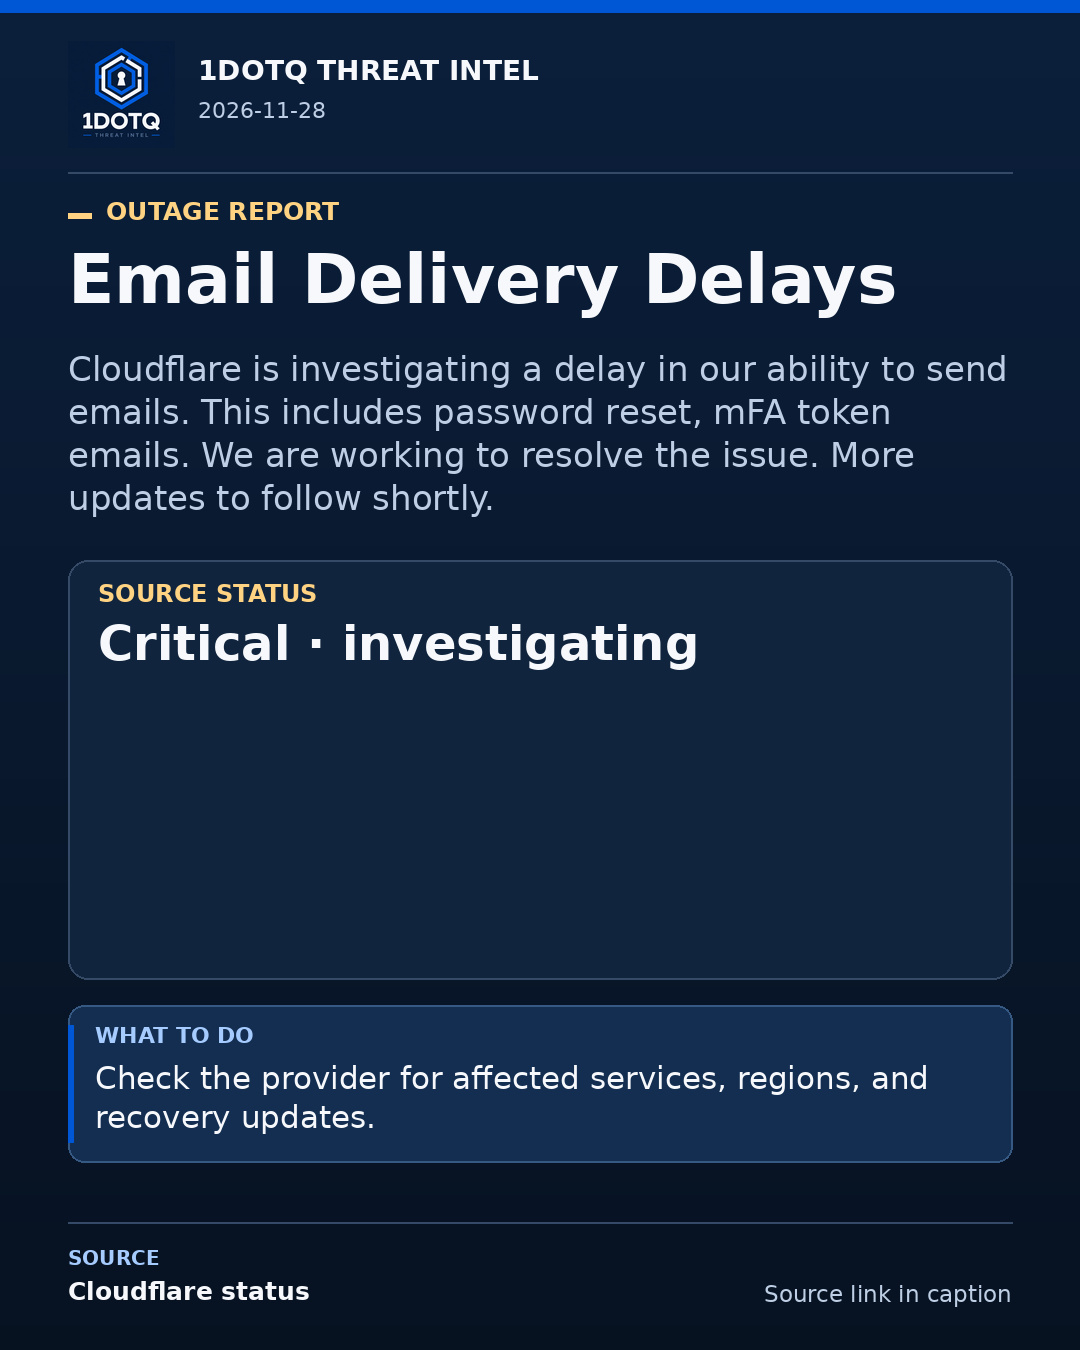 1DOTQ
THREAT INTEL
1DOTQ THREAT INTEL
2026-11-28
OUTAGE REPORT
Email Delivery Delays
Cloudflare is investigating a delay in our ability to send
emails. This includes password reset, mFA token
emails. We are working to resolve the issue. More
updates to follow shortly.
SOURCE STATUS
Critical · investigating
WHAT TO DO
Check the provider for affected services, regions, and
recovery updates.
SOURCE
Cloudflare status
Source link in caption